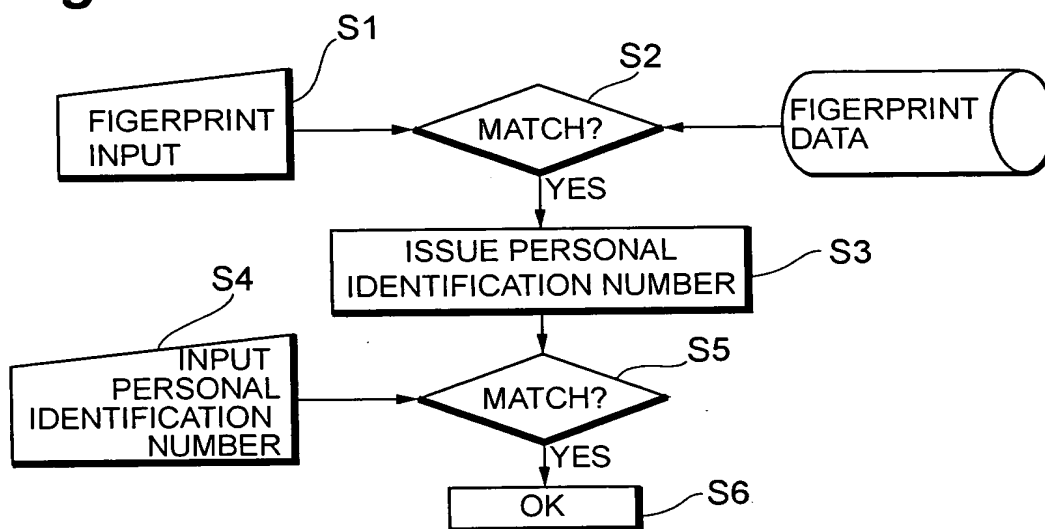 S1
S2
FIGERPRINT
INPUT
MATCH?
FIGERPRINT
DATA
YES
ISSUE PERSONAL
IDENTIFICATION NUMBER
S3
S4
INPUT
PERSONAL
IDENTIFICATION
NUMBER
S5
MATCH?
YES
OK
S6